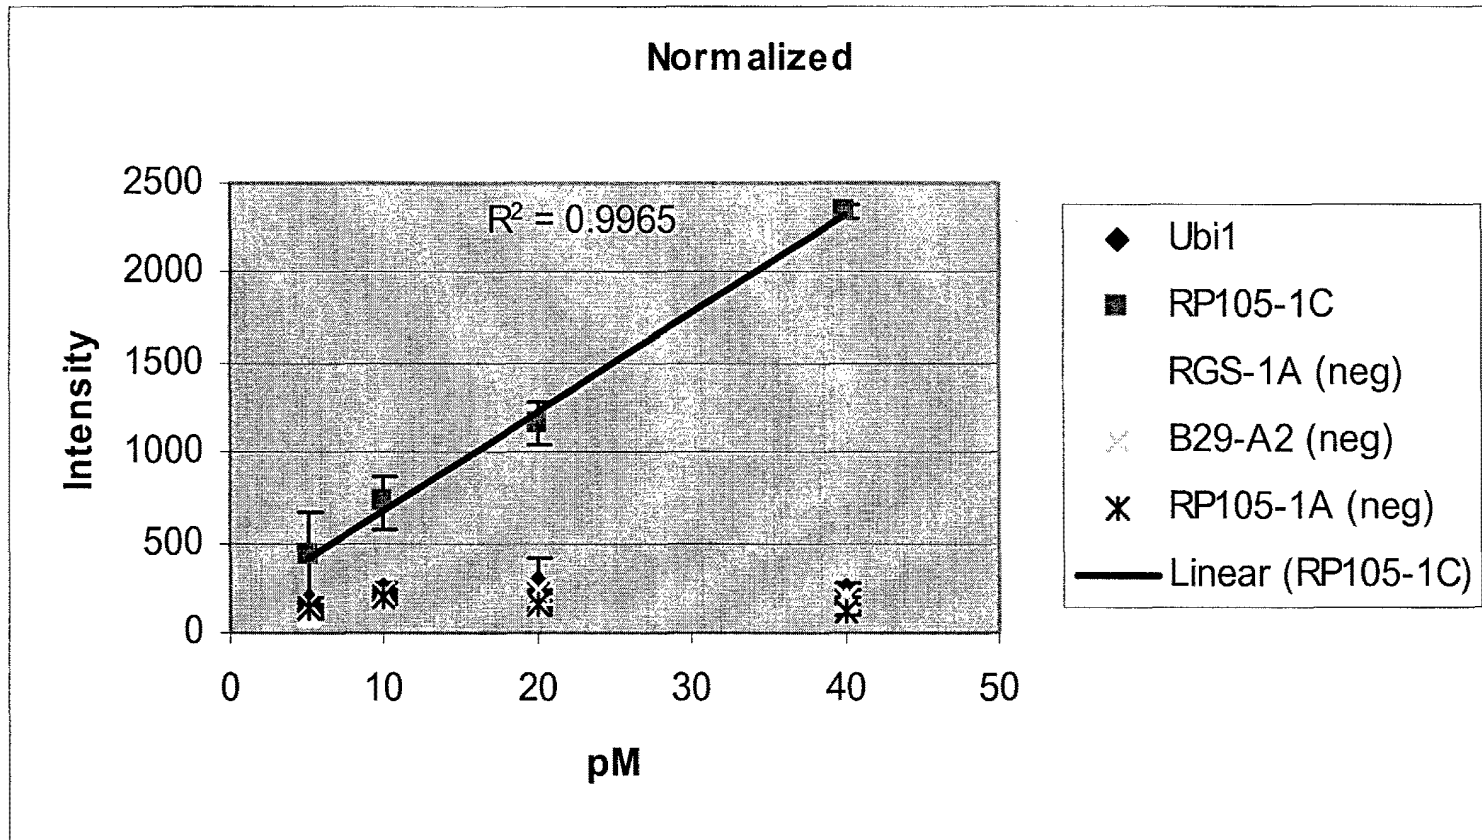 Normalized
2500
2000
1500
1000
500
0
Intensity
R² = 0.9965
0 10 20 30 40 50
pM
Ubi1
RP105-1C
RGS-1A (neg)
B29-A2 (neg)
RP105-1A (neg)
Linear (RP105-1C)